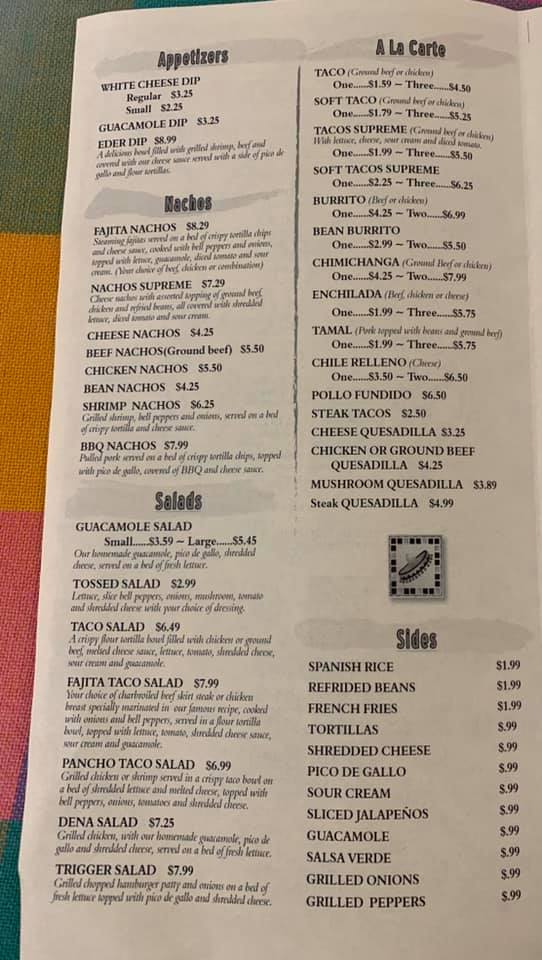 Appetizers
WHITE CHEESE DIP
Regular $3.25
Small $2.25
GUACAMOLE DIP $3.25
EDER DIP $8.99
A delicious bowl filled with grilled shrimp, beef and
covered with our cheese sauce served with a side of pico de
gallo and flour tortillas.
Nachos
FAJITA NACHOS $8.29
Steaming fajitas served on a bed of crispy tortilla chips
and cheese sauce, cooked with bell peppers and onions,
topped with lettuce, guacamole, diced tomato and sour
cream. (Your choice of beef, chicken or combination)
NACHOS SUPREME $7.29
Cheese nachos with assorted topping of ground beef,
chicken and refried beans, all covered with shredded
lettuce, diced tomato and sour cream.
CHEESE NACHOS $4.25
BEEF NACHOS(Ground beef) $5.50
CHICKEN NACHOS $5.50
BEAN NACHOS $4.25
SHRIMP NACHOS $6.25
Grilled shrimp, bell peppers and onions, served on a bed
of crispy tortilla and cheese sauce.
BBQ NACHOS $7.99
Pulled pork served on a bed of crispy tortilla chips, topped
with pico de gallo, covered of BBQ and cheese sauce.
Salads
GUACAMOLE SALAD
Small......$3.59 ~ Large......$5.45
Our homemade guacamole, pico de gallo, shredded
cheese, served on a bed of fresh lettuce.
TOSSED SALAD $2.99
Lettuce, slice bell peppers, onions, mushroom, tomato
and shredded cheese with your choice of dressing.
TACO SALAD $6.49
A crispy flour tortilla bowl filled with chicken or ground
beef, melted cheese sauce, lettuce, tomato, shredded cheese,
sour cream and guacamole.
FAJITA TACO SALAD $7.99
Your choice of charbroiled beef skirt steak or chicken
breast specially marinated in our famous recipe, cooked
with onions and bell peppers, served in a flour tortilla
bowl, topped with lettuce, tomato, shredded cheese sauce,
sour cream and guacamole.
PANCHO TACO SALAD $6.99
Grilled chicken or shrimp served in a crispy taco bowl on
a bed of shredded lettuce and melted cheese, topped with
bell peppers, onions, tomatoes and shredded cheese.
DENA SALAD $7.25
Grilled chicken, with our homemade guacamole, pico de
gallo and shredded cheese, served on a bed of fresh lettuce.
TRIGGER SALAD $7.99
Grilled chopped hamburger patty and onions on a bed of
fresh lettuce topped with pico de gallo and shredded cheese.
A La Carte
TACO (Ground beef or chicken)
One......$1.59 ~ Three......$4.50
SOFT TACO (Ground beef or chicken)
One......$1.79 ~ Three......$5.25
TACOS SUPREME (Ground beef or chicken)
With lettuce, cheese, sour cream and diced tomato.
One......$1.99 ~ Three......$5.50
SOFT TACOS SUPREME
One......$2.25 ~ Three......$6.25
BURRITO (Beef or chicken)
One......$4.25 ~ Two......$6.99
BEAN BURRITO
One......$2.99 ~ Two......$5.50
CHIMICHANGA (Ground Beef or chicken)
One......$4.25 ~ Two......$7.99
ENCHILADA (Beef, chicken or cheese)
One......$1.99 ~ Three......$5.75
TAMAL (Pork topped with beans and ground beef)
One......$1.99 ~ Three......$5.75
CHILE RELLENO (Cheese)
One......$3.50 ~ Two......$6.50
POLLO FUNDIDO $6.50
STEAK TACOS $2.50
CHEESE QUESADILLA $3.25
CHICKEN OR GROUND BEEF
QUESADILLA $4.25
MUSHROOM QUESADILLA $3.89
Steak QUESADILLA $4.99
Sides
SPANISH RICE $1.99
REFRIDED BEANS $1.99
FRENCH FRIES $1.99
TORTILLAS $.99
SHREDDED CHEESE $.99
PICO DE GALLO $.99
SOUR CREAM $.99
SLICED JALAPEÑOS $.99
GUACAMOLE $.99
SALSA VERDE $.99
GRILLED ONIONS $.99
GRILLED PEPPERS $.99